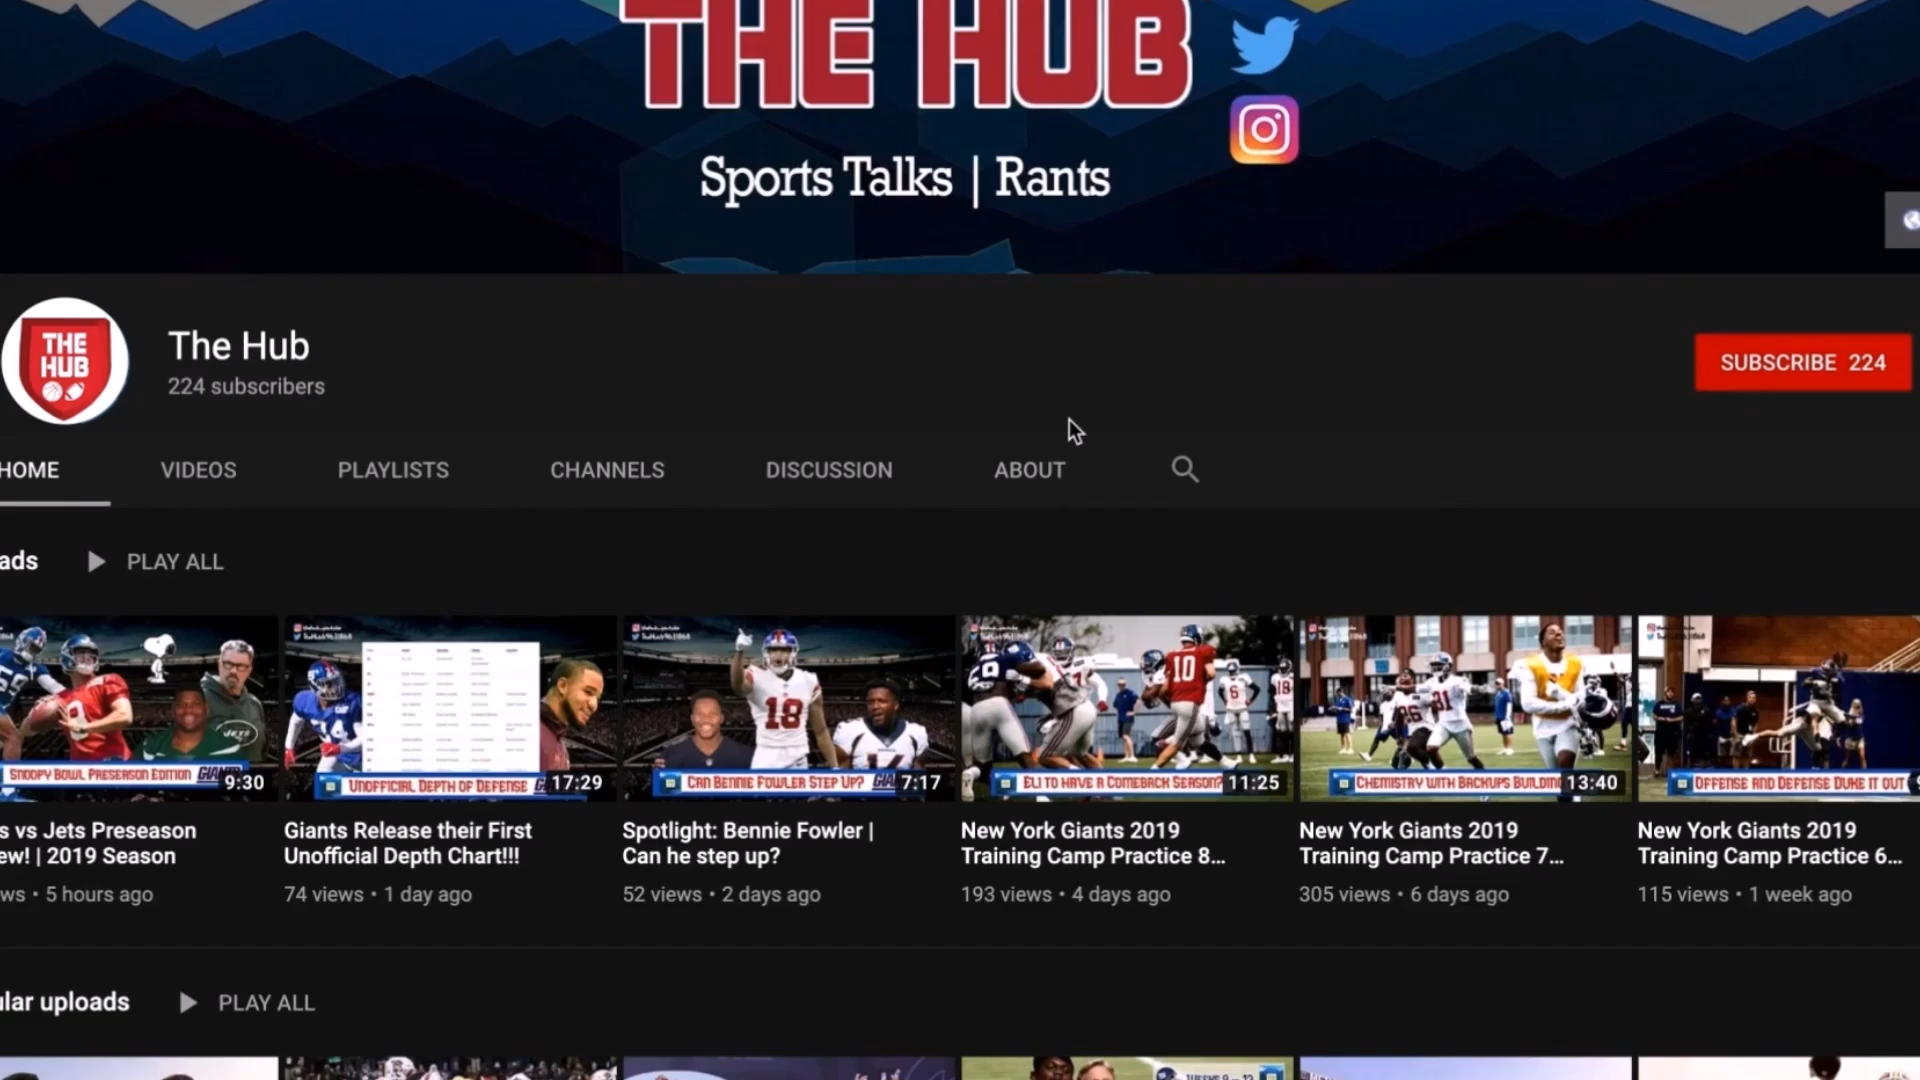 THE HUB
Sports Talks | Rants
THE
HUB
The Hub
224 subscribers
SUBSCRIBE 224
HOME VIDEOS PLAYLISTS CHANNELS DISCUSSION ABOUT
ads PLAY ALL
JETS
18
10
6
18
31
SNOOPY BOWL PRESEASON EDITION
9:30
UNOFFICIAL DEPTH OF DEFENSE
17:29
CAN BENNIE FOWLER STEP UP?
7:17
ELI TO HAVE A COMEBACK SEASON?
11:25
CHEMISTRY WITH BACKUPS BUILDING
13:40
OFFENSE AND DEFENSE DUKE IT OUT
s vs Jets Preseason
ew! | 2019 Season
ws • 5 hours ago
Giants Release their First
Unofficial Depth Chart!!!
74 views • 1 day ago
Spotlight: Bennie Fowler |
Can he step up?
52 views • 2 days ago
New York Giants 2019
Training Camp Practice 8...
193 views • 4 days ago
New York Giants 2019
Training Camp Practice 7...
305 views • 6 days ago
New York Giants 2019
Training Camp Practice 6...
115 views • 1 week ago
ular uploads PLAY ALL